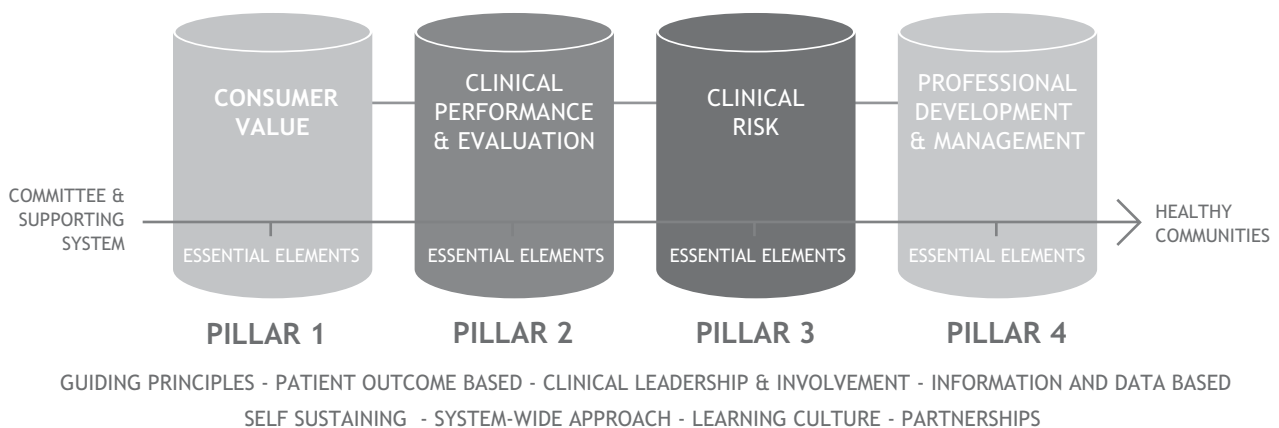 CONSUMER
VALUE
CLINICAL
PERFORMANCE
& EVALUATION
CLINICAL
RISK
PROFESSIONAL
DEVELOPMENT
& MANAGEMENT
COMMITTEE &
SUPPORTING
SYSTEM
HEALTHY
COMMUNITIES
ESSENTIAL ELEMENTS
ESSENTIAL ELEMENTS
ESSENTIAL ELEMENTS
ESSENTIAL ELEMENTS
PILLAR 1
PILLAR 2
PILLAR 3
PILLAR 4
GUIDING PRINCIPLES - PATIENT OUTCOME BASED - CLINICAL LEADERSHIP & INVOLVEMENT - INFORMATION AND DATA BASED
SELF SUSTAINING - SYSTEM-WIDE APPROACH - LEARNING CULTURE - PARTNERSHIPS